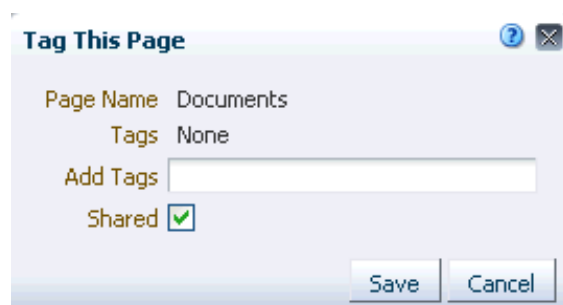 Tag This Page
Page Name Documents
Tags None
Add Tags
Shared
Save Cancel